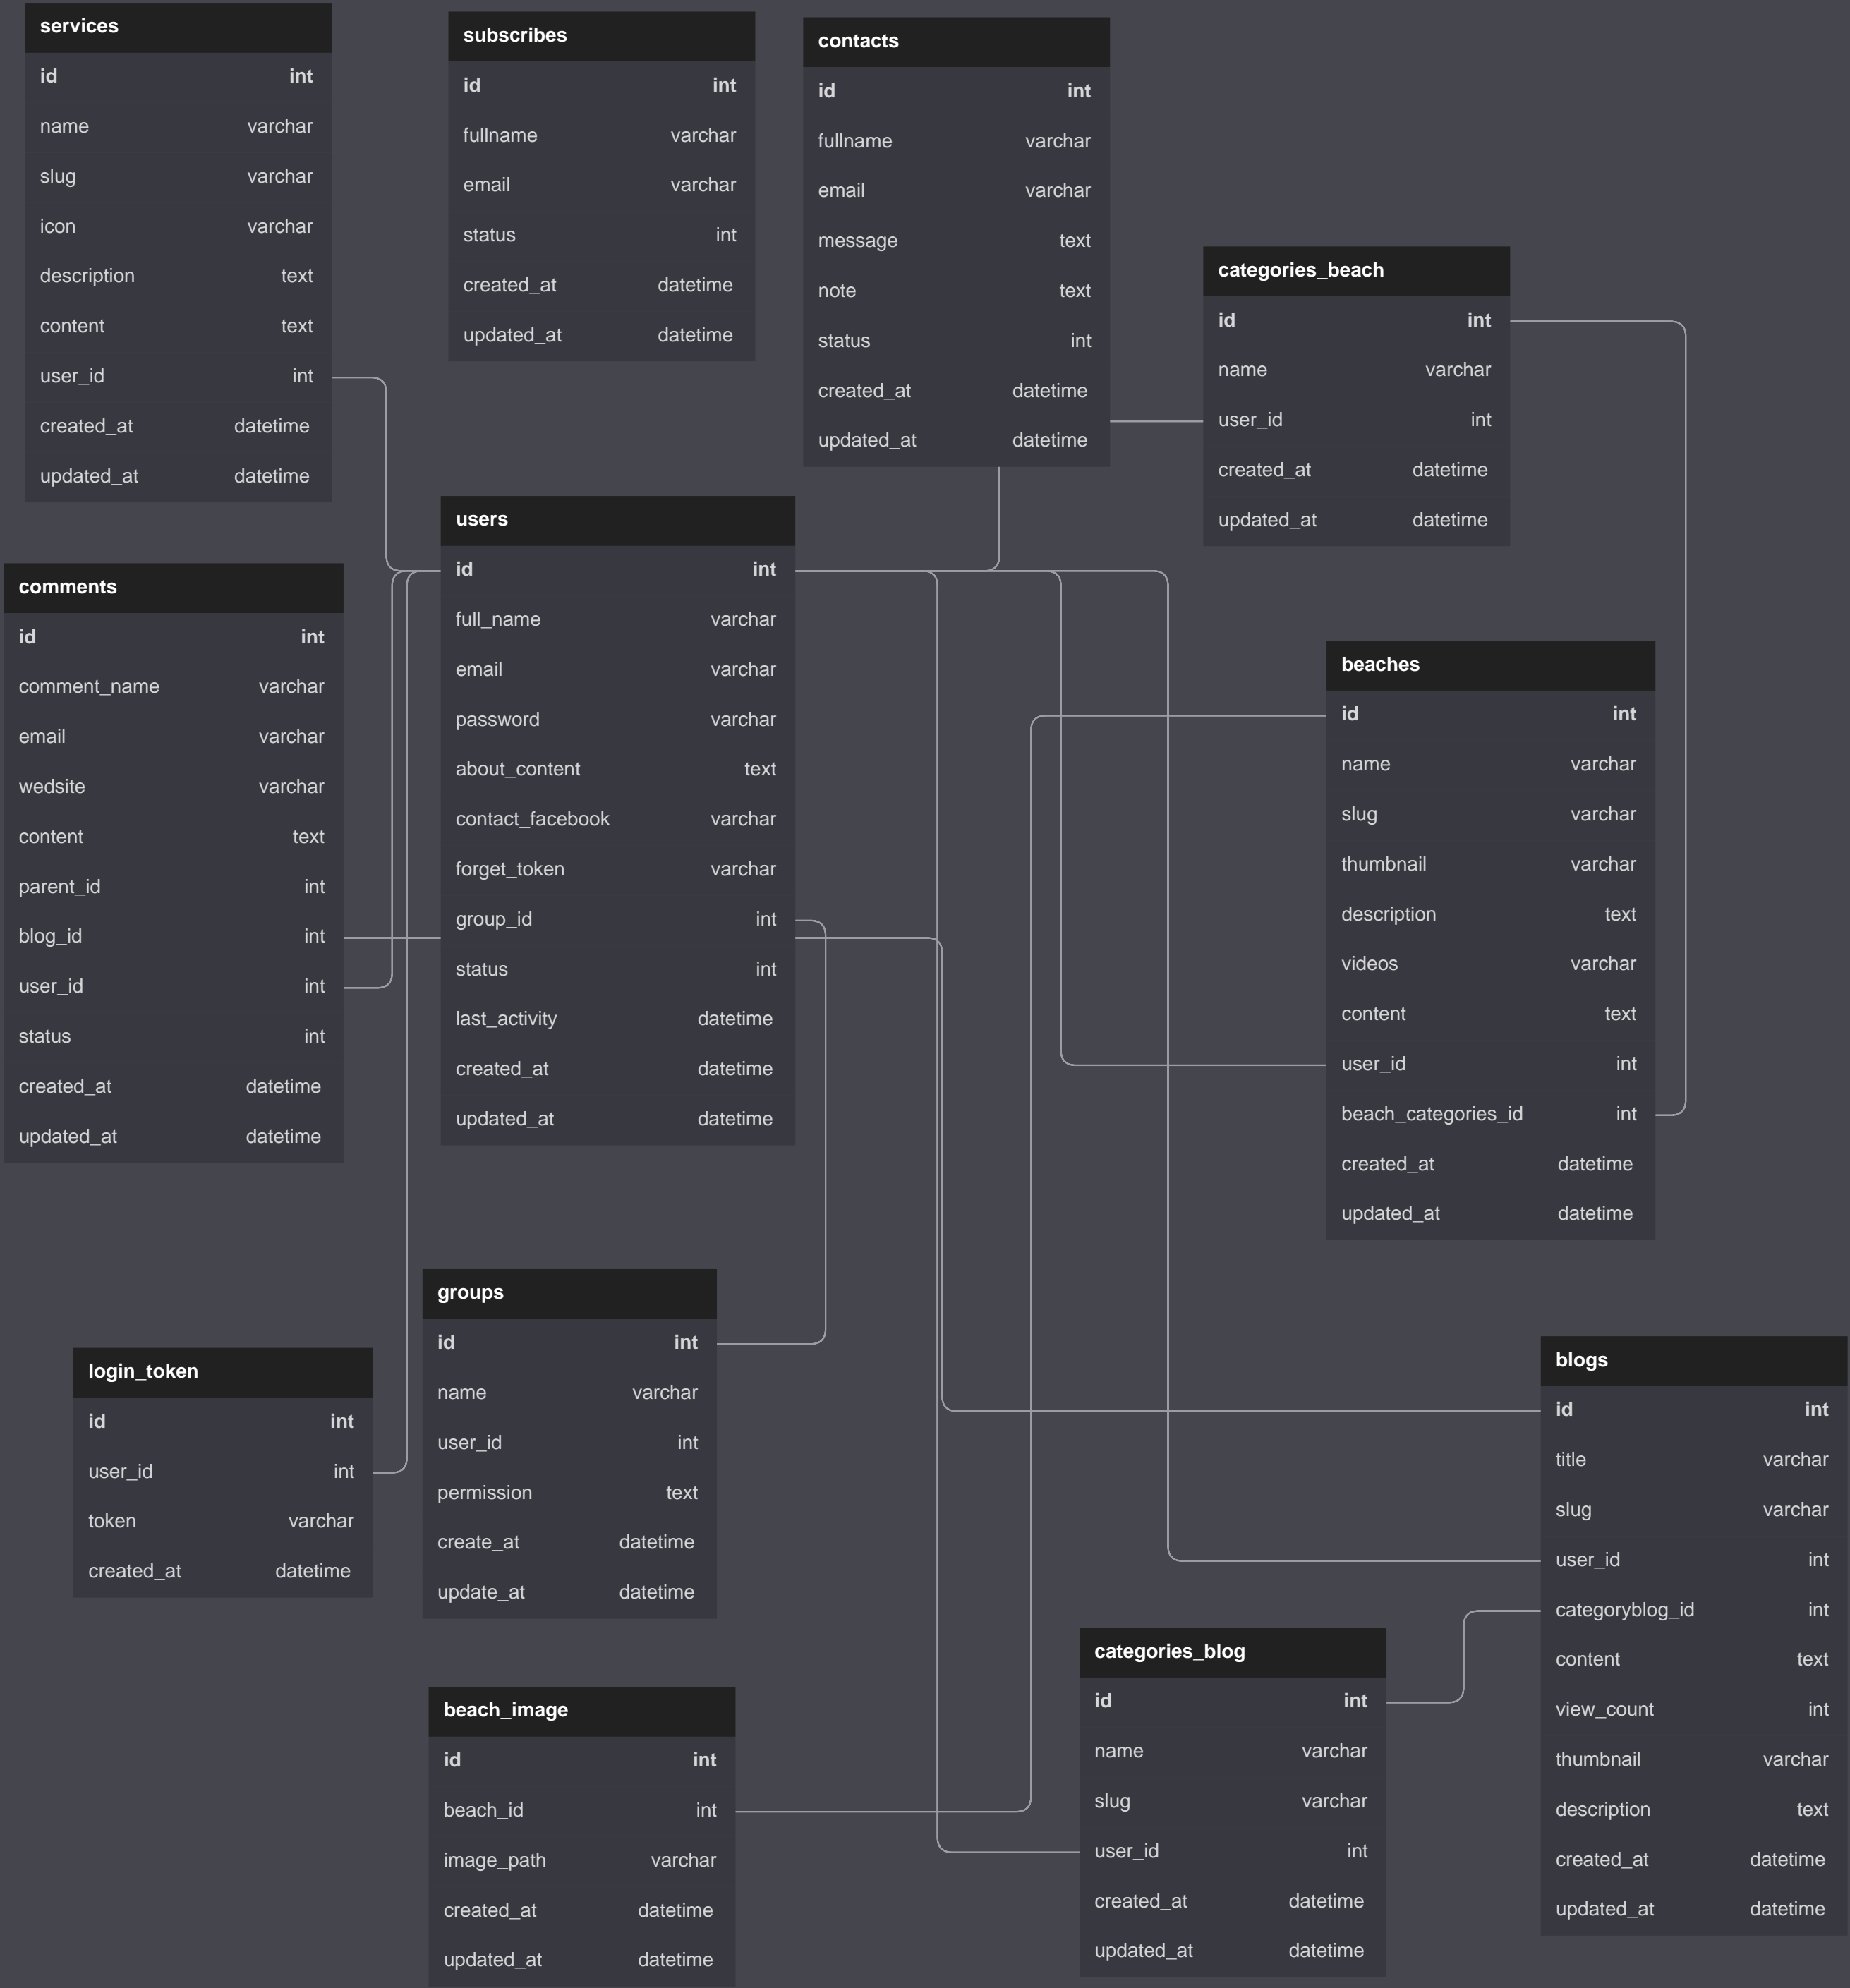 services
id int
name varchar
slug varchar
icon varchar
description text
content text
user_id int
created_at datetime
updated_at datetime
subscribes
id int
fullname varchar
email varchar
status int
created_at datetime
updated_at datetime
contacts
id int
fullname varchar
email varchar
message text
note text
status int
created_at datetime
updated_at datetime
categories_beach
id int
name varchar
user_id int
created_at datetime
updated_at datetime
users
id int
full_name varchar
email varchar
password varchar
about_content text
contact_facebook varchar
forget_token varchar
group_id int
status int
last_activity datetime
created_at datetime
updated_at datetime
comments
id int
comment_name varchar
email varchar
wedsite varchar
content text
parent_id int
blog_id int
user_id int
status int
created_at datetime
updated_at datetime
beaches
id int
name varchar
slug varchar
thumbnail varchar
description text
videos varchar
content text
user_id int
beach_categories_id int
created_at datetime
updated_at datetime
groups
id int
name varchar
user_id int
permission text
create_at datetime
update_at datetime
login_token
id int
user_id int
token varchar
created_at datetime
blogs
id int
title varchar
slug varchar
user_id int
categoryblog_id int
content text
view_count int
thumbnail varchar
description text
created_at datetime
updated_at datetime
categories_blog
id int
name varchar
slug varchar
user_id int
created_at datetime
updated_at datetime
beach_image
id int
beach_id int
image_path varchar
created_at datetime
updated_at datetime